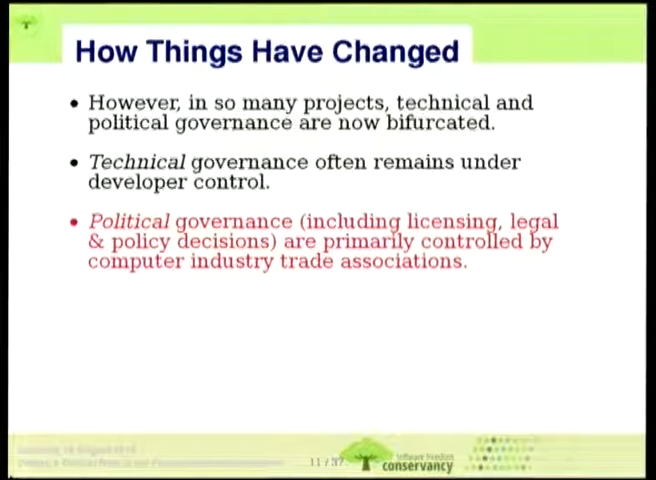 How Things Have Changed
• However, in so many projects, technical and
political governance are now bifurcated.
• Technical governance often remains under
developer control.
• Political governance (including licensing, legal
& policy decisions) are primarily controlled by
computer industry trade associations.
11 / 37
Software Freedom
conservancy